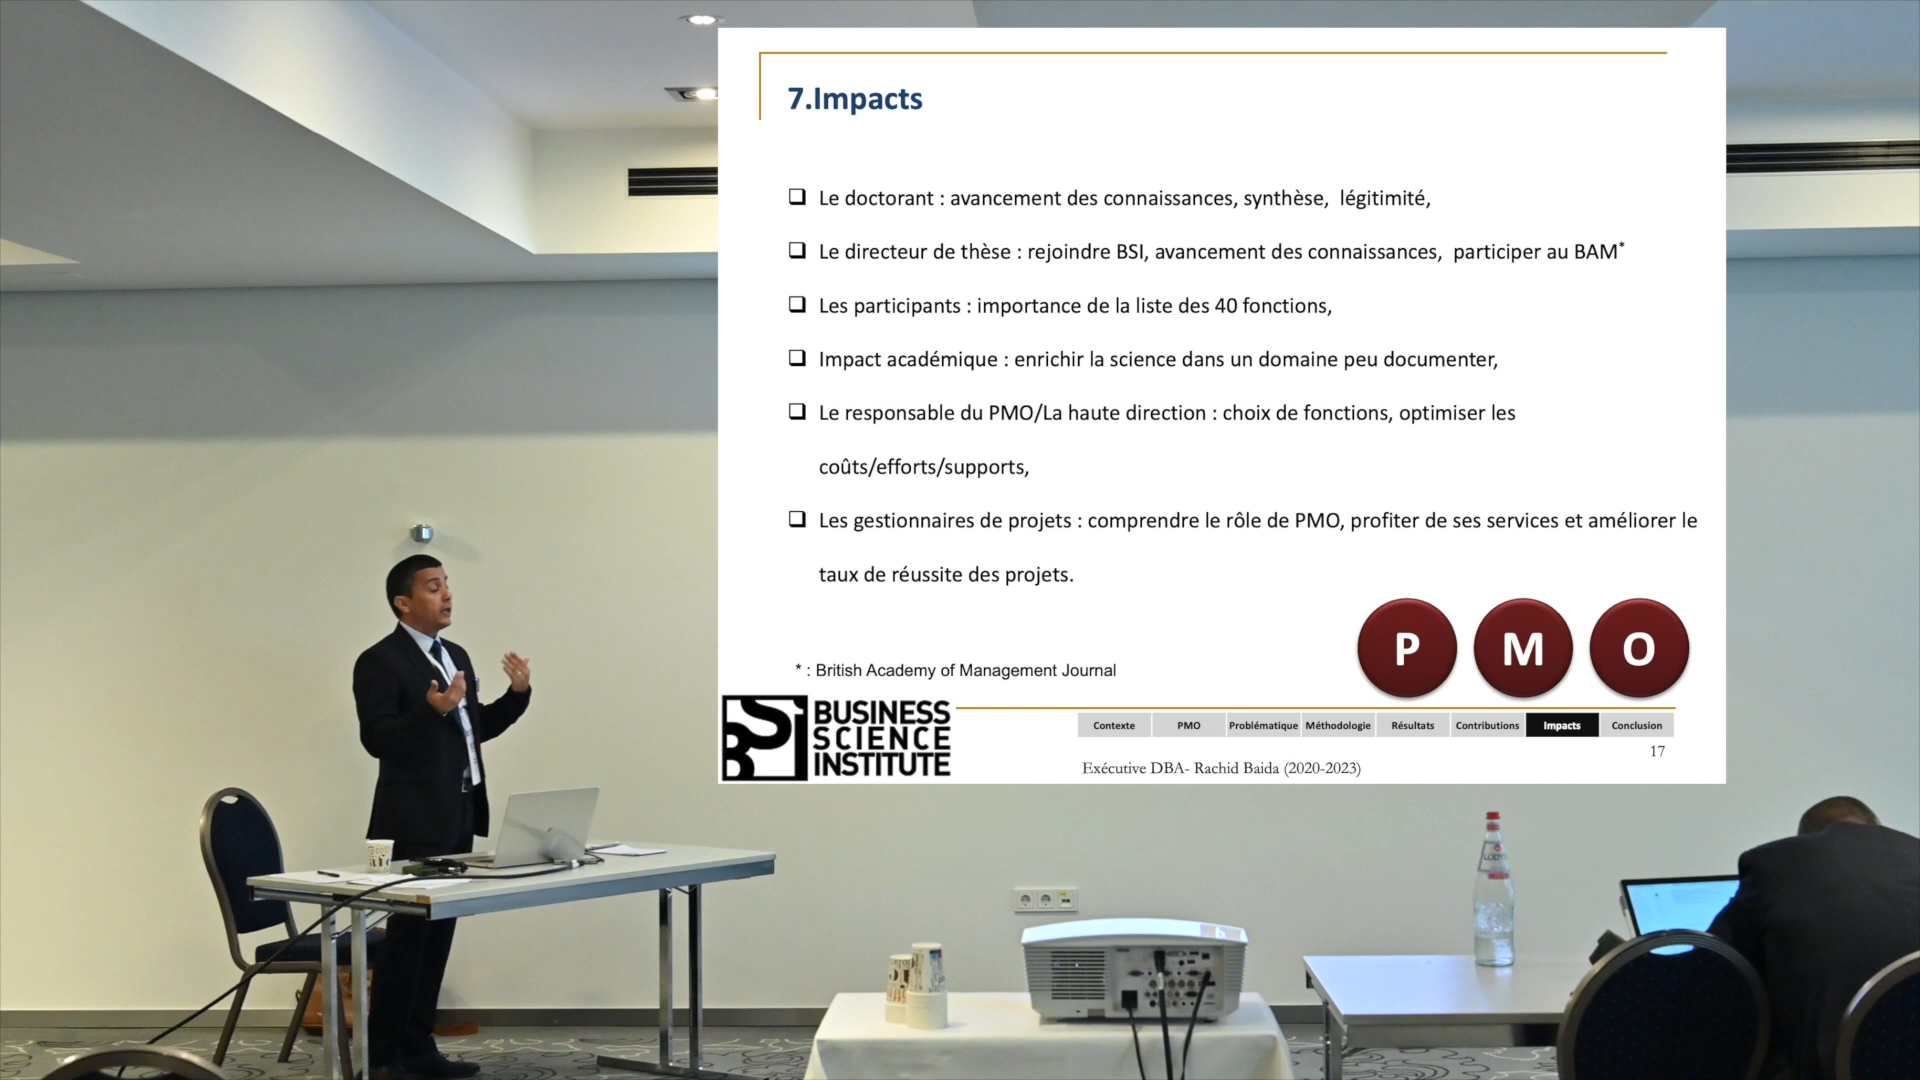 7.Impacts
Le doctorant : avancement des connaissances, synthèse, légitimité,
Le directeur de thèse : rejoindre BSI, avancement des connaissances, participer au BAM*
Les participants : importance de la liste des 40 fonctions,
Impact académique : enrichir la science dans un domaine peu documenter,
Le responsable du PMO/La haute direction : choix de fonctions, optimiser les
coûts/efforts/supports,
Les gestionnaires de projets : comprendre le rôle de PMO, profiter de ses services et améliorer le
taux de réussite des projets.
P M O
* : British Academy of Management Journal
BSi
BUSINESS
SCIENCE
INSTITUTE
Contexte PMO Problématique Méthodologie Résultats Contributions Impacts Conclusion
17
Exécutive DBA- Rachid Baida (2020-2023)